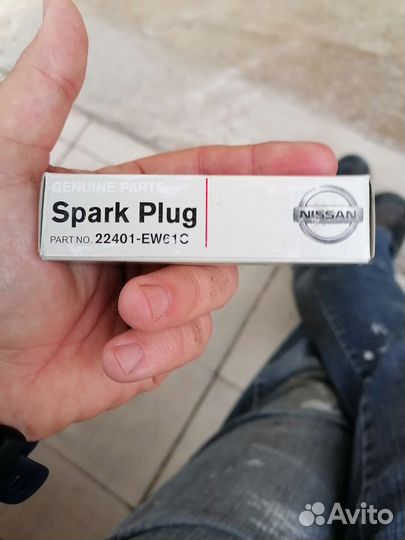 GENUINE PARTS
Spark Plug
PART NO. 22401-EW61C
NISSAN
Avito